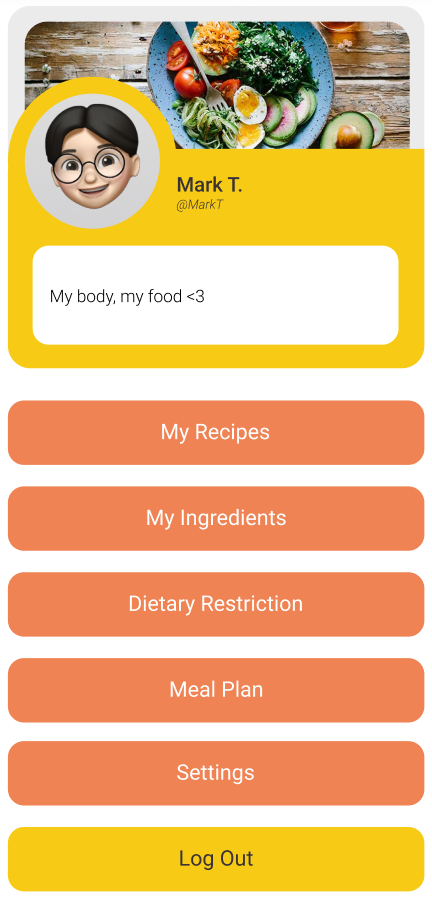 Mark T.
@MarkT
My body, my food <3
My Recipes
My Ingredients
Dietary Restriction
Meal Plan
Settings
Log Out